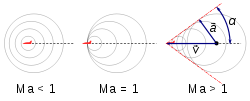 α
a⃗
v⃗
Ma < 1
Ma = 1
Ma > 1